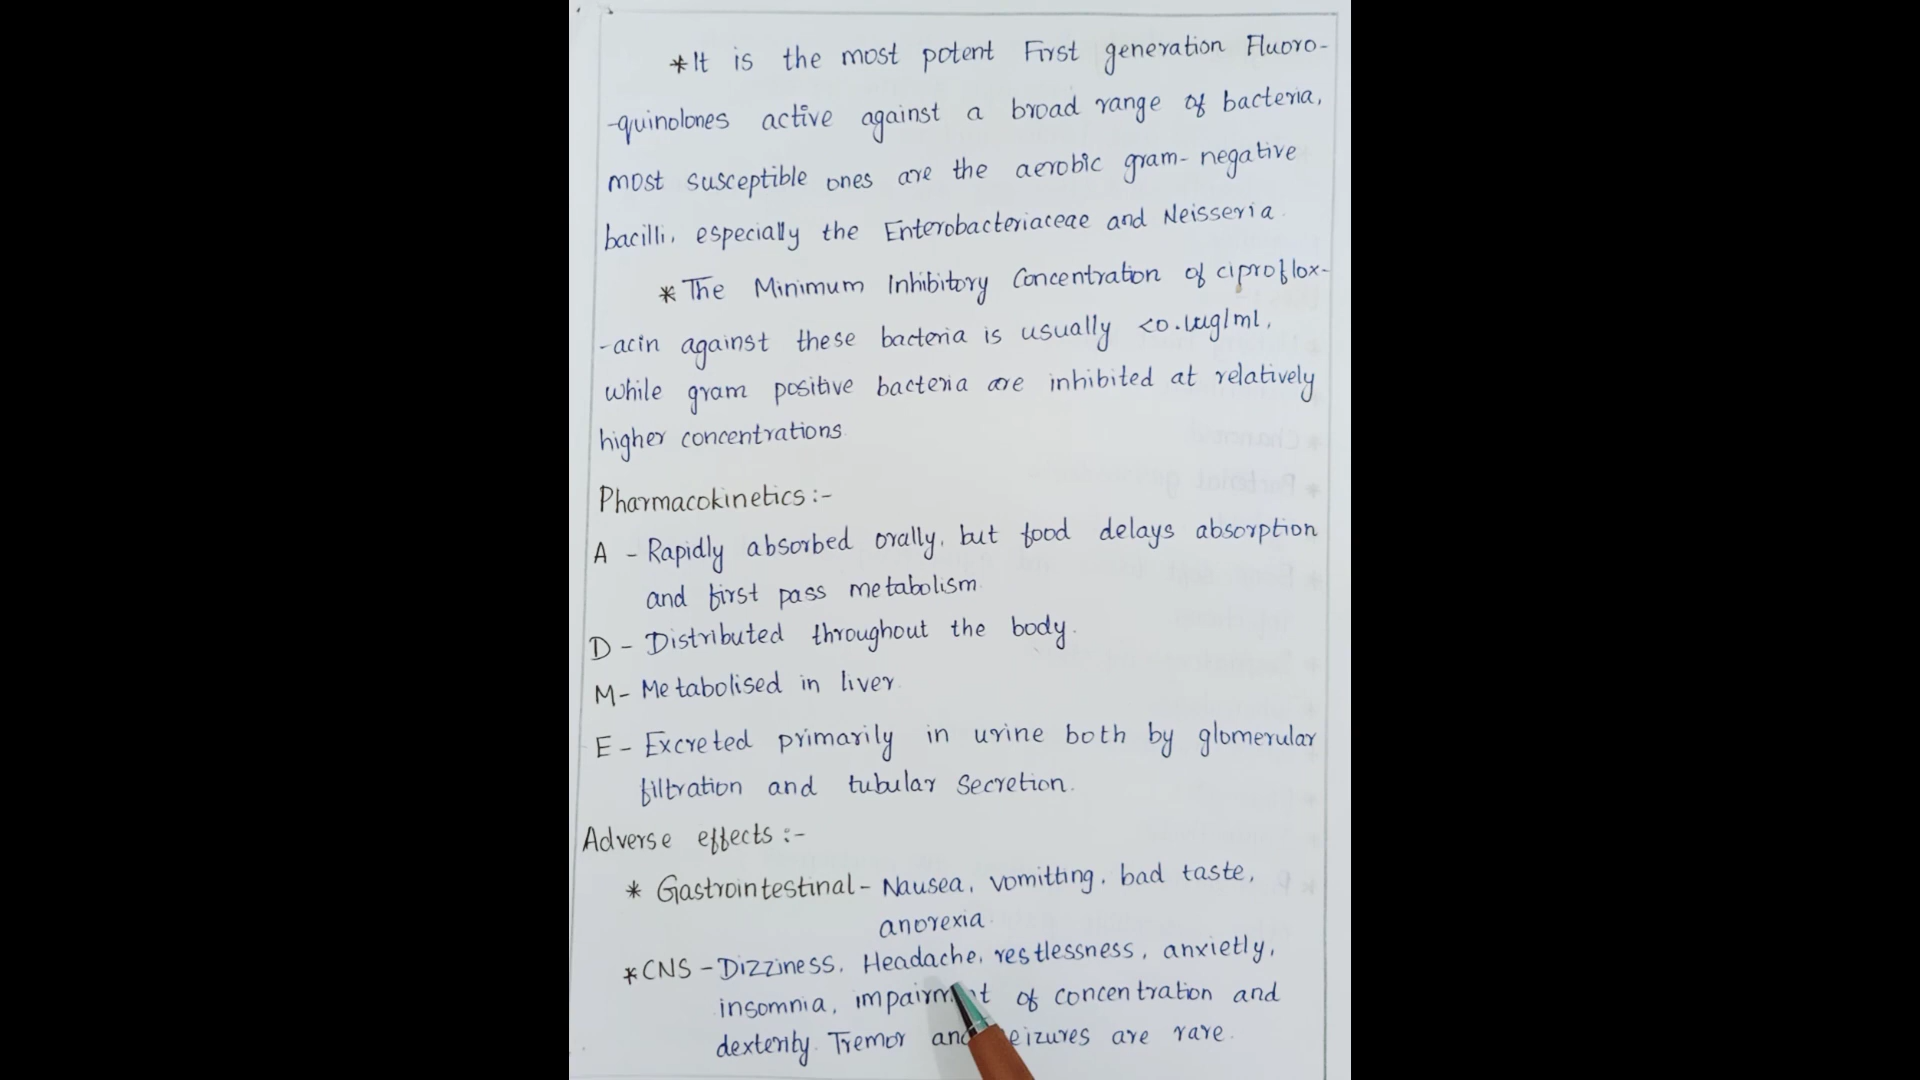 *It is the most potent First generation Fluoro-
-quinolones active against a broad range of bacteria,
most susceptible ones are the aerobic gram-negative
bacilli, especially the Enterobacteriaceae and Neisseria.
* The Minimum Inhibitory Concentration of ciproflox-
-acin against these bacteria is usually <0.1ug/ml,
while gram positive bacteria are inhibited at relatively
higher concentrations.
Pharmacokinetics:-
A - Rapidly absorbed orally, but food delays absorption
and first pass metabolism.
D - Distributed throughout the body.
M- Metabolised in liver.
E - Excreted primarily in urine both by glomerular
filtration and tubular secretion.
Adverse effects:-
* Gastrointestinal - Nausea, vomitting, bad taste,
anorexia.
*CNS - Dizziness, Headache, restlessness, anxietly,
insomnia, of concentration and
dexterity. Tremor are rare.